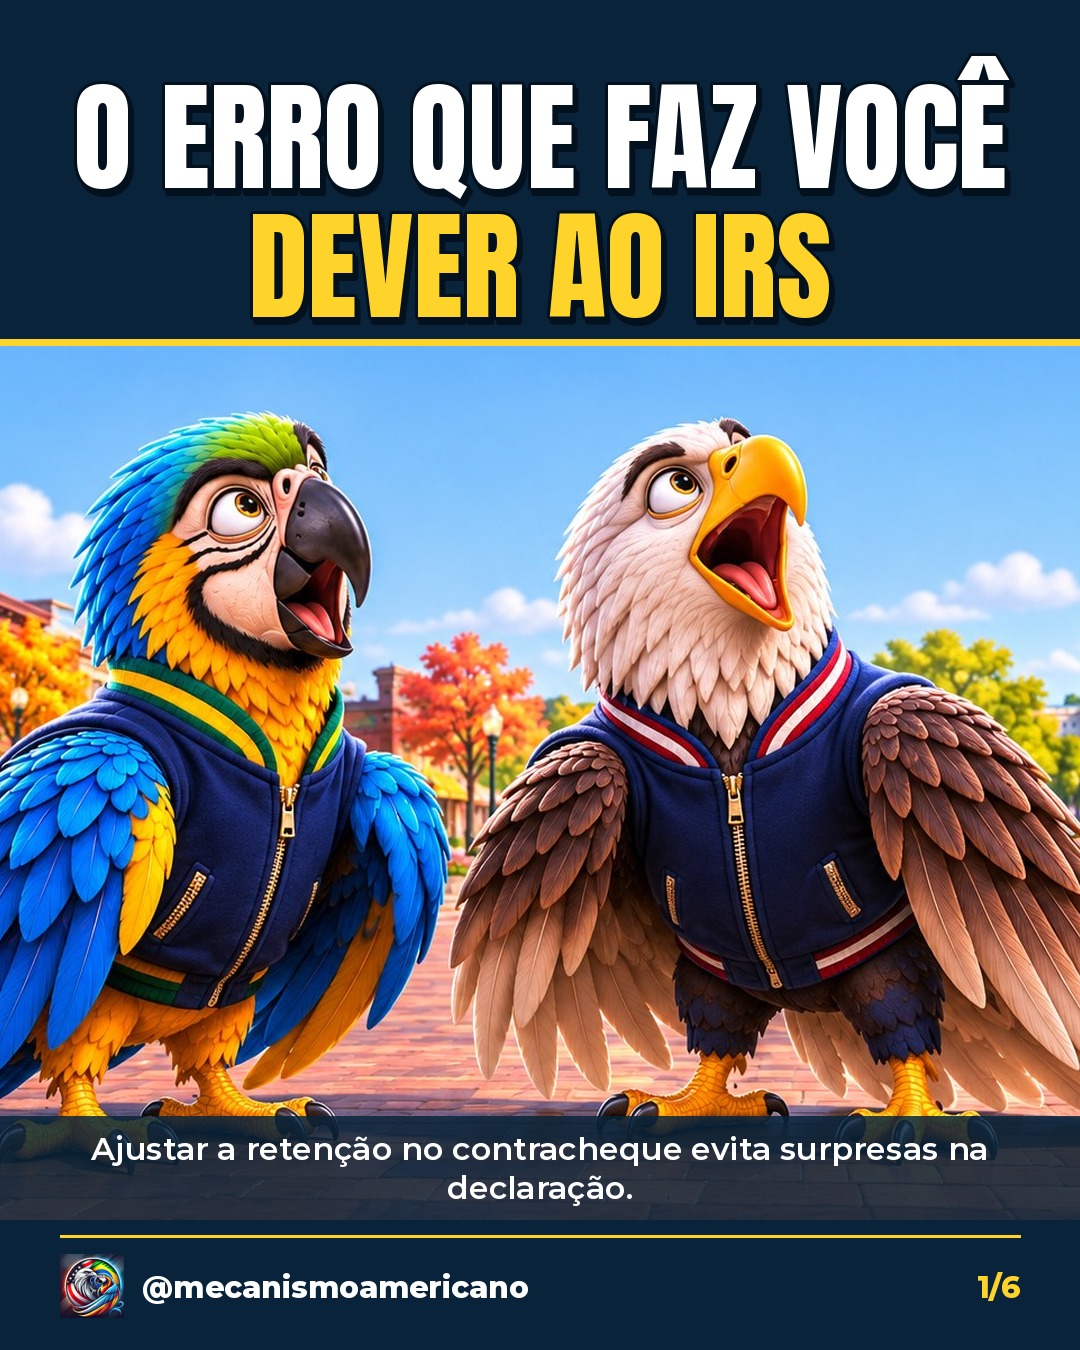 O ERRO QUE FAZ VOCÊ
DEVER AO IRS
Ajustar a retenção no contracheque evita surpresas na
declaração.
@mecanismoamericano
1/6